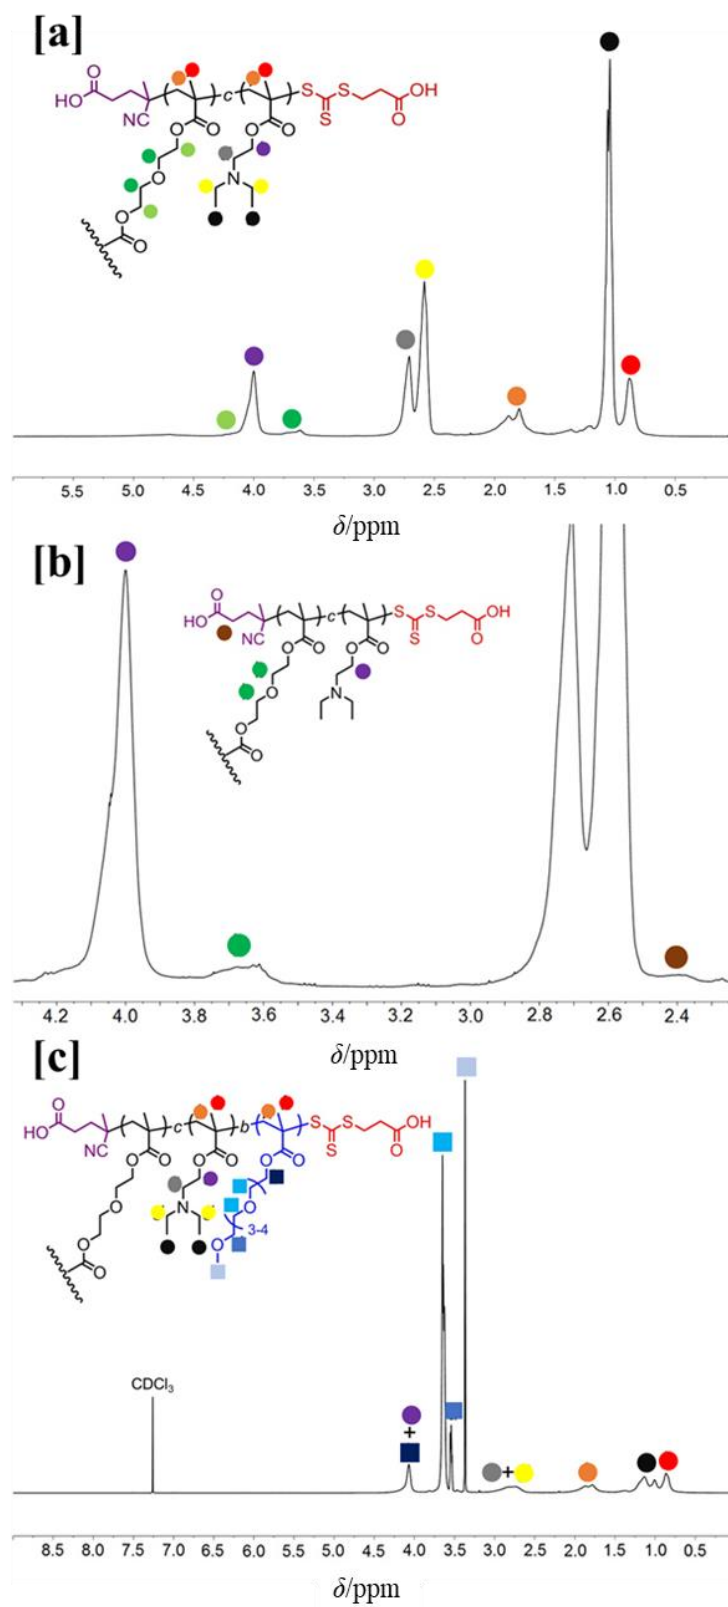 [a]
O
HO
NC
c
S
S
OH
S
O
O
O
O
O
O
N
O
O
5.5 5.0 4.5 4.0 3.5 3.0 2.5 2.0 1.5 1.0 0.5
δ/ppm
[b]
O
HO
NC
c
S
S
OH
S
O
O
O
O
O
O
N
O
O
4.2 4.0 3.8 3.6 3.4 3.2 3.0 2.8 2.6 2.4
δ/ppm
[c]
O
HO
NC
c
b
S
S
OH
S
O
O
O
O
O
O
O
O
N
O
3-4
O
O
O
CDCl3
+
+
8.5 8.0 7.5 7.0 6.5 6.0 5.5 5.0 4.5 4.0 3.5 3.0 2.5 2.0 1.5 1.0 0.5
δ/ppm